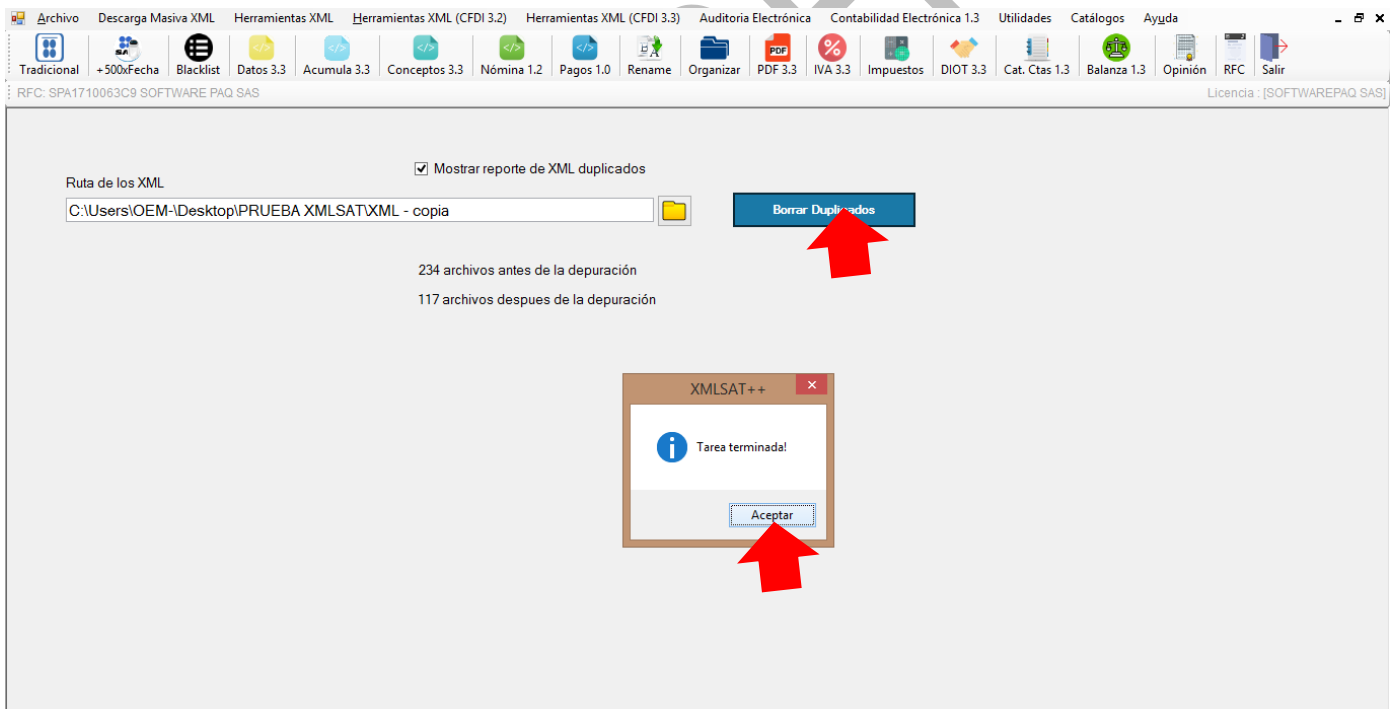 Archivo Descarga Masiva XML Herramientas XML Herramientas XML (CFDI 3.2) Herramientas XML (CFDI 3.3) Auditoria Electrónica Contabilidad Electrónica 1.3 Utilidades Catálogos Ayuda
Tradicional +500xFecha Blacklist Datos 3.3 Acumula 3.3 Conceptos 3.3 Nómina 1.2 Pagos 1.0 Rename Organizar PDF 3.3 IVA 3.3 Impuestos DIOT 3.3 Cat. Ctas 1.3 Balanza 1.3 Opinión RFC Salir
RFC: SPA1710063C9 SOFTWARE PAQ SAS Licencia : [SOFTWAREPAQ SAS]
Mostrar reporte de XML duplicados
Ruta de los XML
C:\Users\OEM-\Desktop\PRUEBA XMLSAT\XML - copia
Borrar Duplicados
234 archivos antes de la depuración
117 archivos despues de la depuración
XMLSAT++
Tarea terminada!
Aceptar